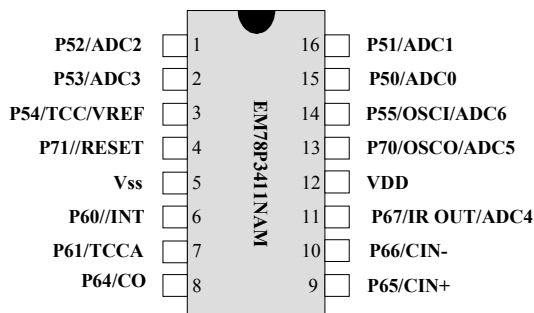 P52/ADC2 1 16 P51/ADC1
P53/ADC3 2 15 P50/ADC0
P54/TCC/VREF 3 14 P55/OSCI/ADC6
P71//RESET 4 13 P70/OSCO/ADC5
Vss 5 12 VDD
P60//INT 6 11 P67/IR OUT/ADC4
P61/TCCA 7 10 P66/CIN-
P64/CO 8 9 P65/CIN+
EM78P3411NAM